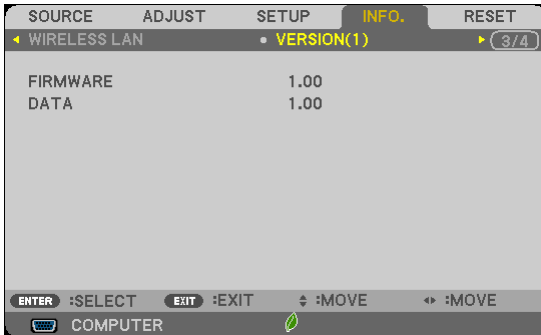 SOURCE ADJUST SETUP INFO. RESET
WIRELESS LAN • VERSION(1) 3/4
FIRMWARE 1.00
DATA 1.00
ENTER :SELECT EXIT :EXIT :MOVE :MOVE
COMPUTER